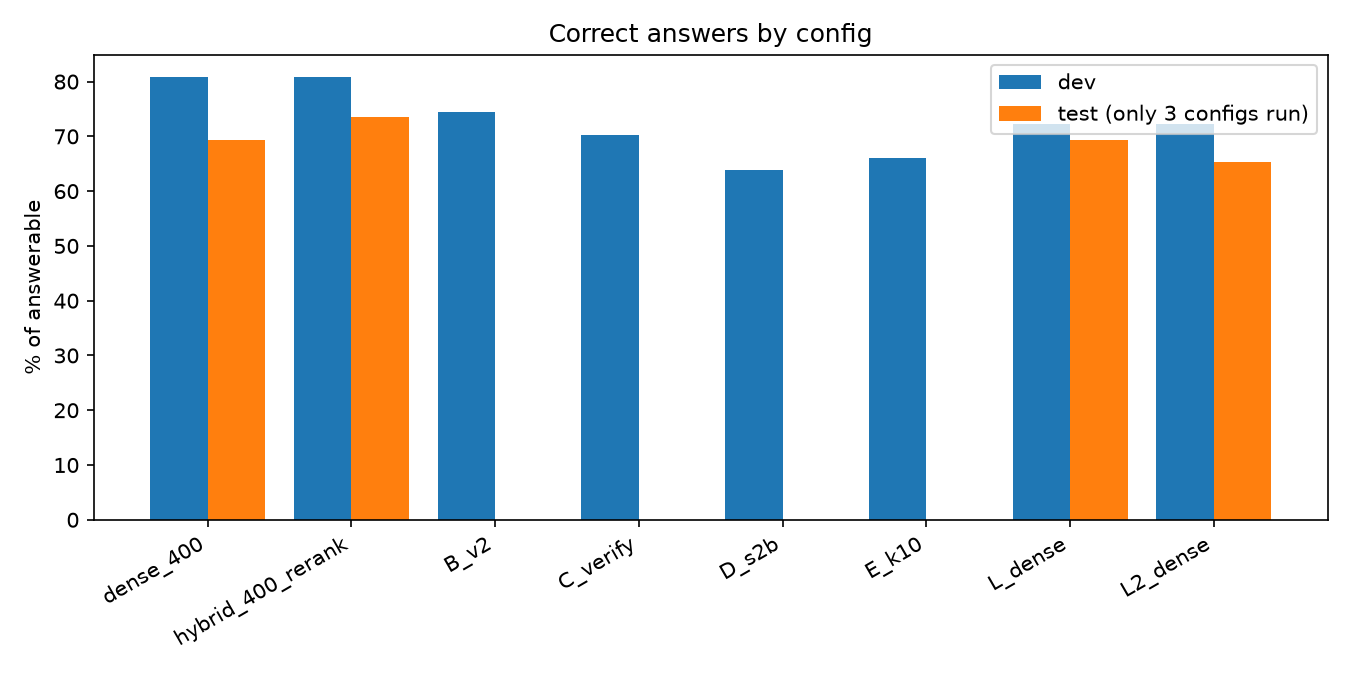 Correct answers by config
dev
test (only 3 configs run)
% of answerable
80
70
60
50
40
30
20
10
0
dense_400
hybrid_400_rerank
B_v2
C_verify
D_s2b
E_k10
L_dense
L2_dense